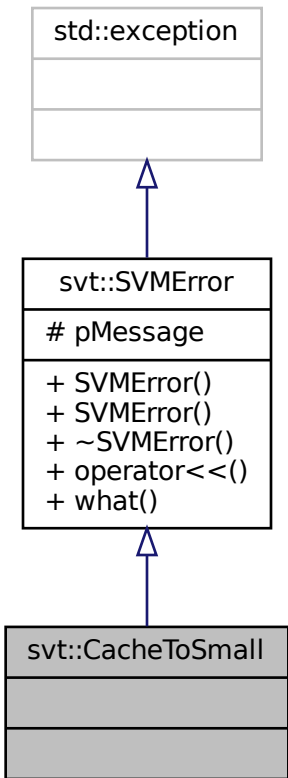 std::exception
svt::SVMError
# pMessage
+ SVMError()
+ SVMError()
+ ~SVMError()
+ operator<<()
+ what()
svt::CacheToSmall